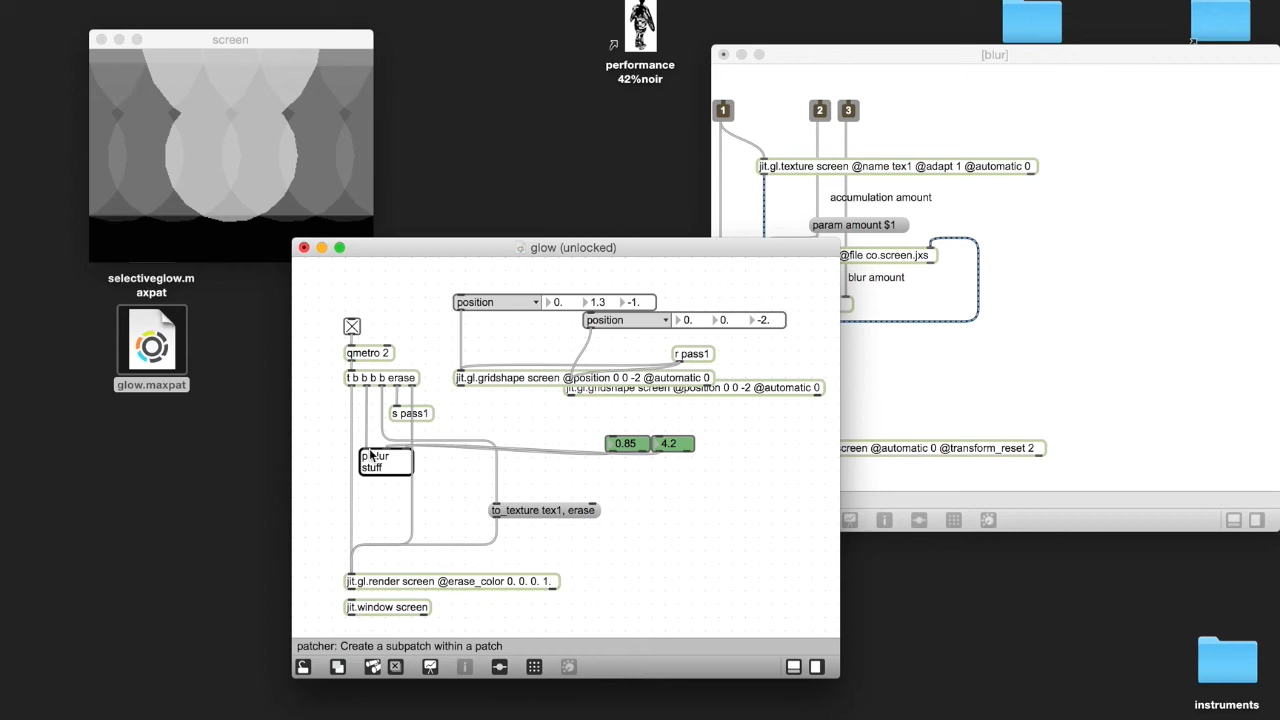 screen
performance
42%noir
[blur]
1
2
3
jit.gl.texture screen @name tex1 @adapt 1 @automatic 0
accumulation amount
param amount $1
@file co.screen.jxs
blur amount
selectiveglow.m
axpat
glow.maxpat
glow (unlocked)
position
0.
1.3
-1.
position
0.
0.
-2.
qmetro 2
r pass1
t b b b b erase
jit.gl.gridshape screen @position 0 0 -2 @automatic 0
jit.gl.gridshape screen @position 0 0 -2 @automatic 0
s pass1
0.85
4.2
stuff
screen @automatic 0 @transform_reset 2
to_texture tex1, erase
jit.gl.render screen @erase_color 0. 0. 0. 1.
jit.window screen
patcher: Create a subpatch within a patch
instruments